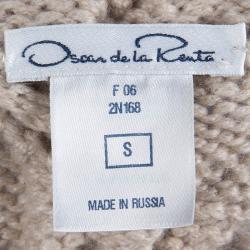 Oscar de la Renta
F 06
2N168
S
MADE IN RUSSIA